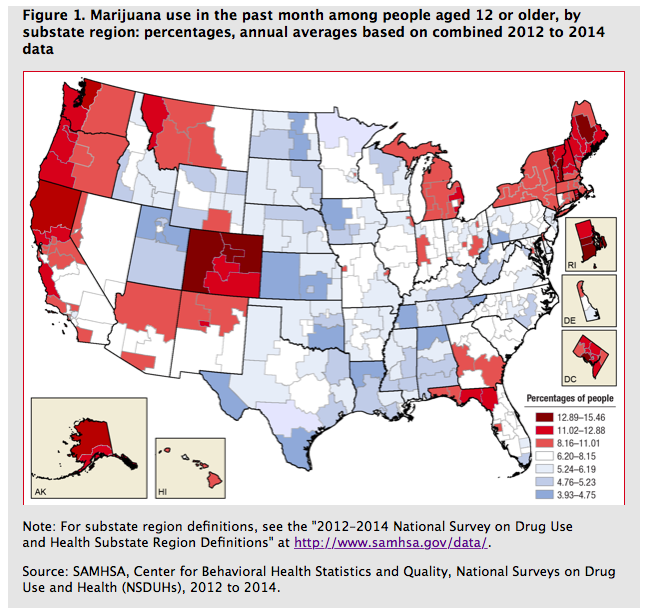 Figure 1. Marijuana use in the past month among people aged 12 or older, by
substate region: percentages, annual averages based on combined 2012 to 2014
data
RI
DE
DC
Percentages of people
12.89–15.46
11.02–12.88
8.16–11.01
6.20–8.15
5.24–6.19
4.76–5.23
3.93–4.75
AK
HI
Note: For substate region definitions, see the "2012–2014 National Survey on Drug Use
and Health Substate Region Definitions" at http://www.samhsa.gov/data/.
Source: SAMHSA, Center for Behavioral Health Statistics and Quality, National Surveys on Drug
Use and Health (NSDUHs), 2012 to 2014.